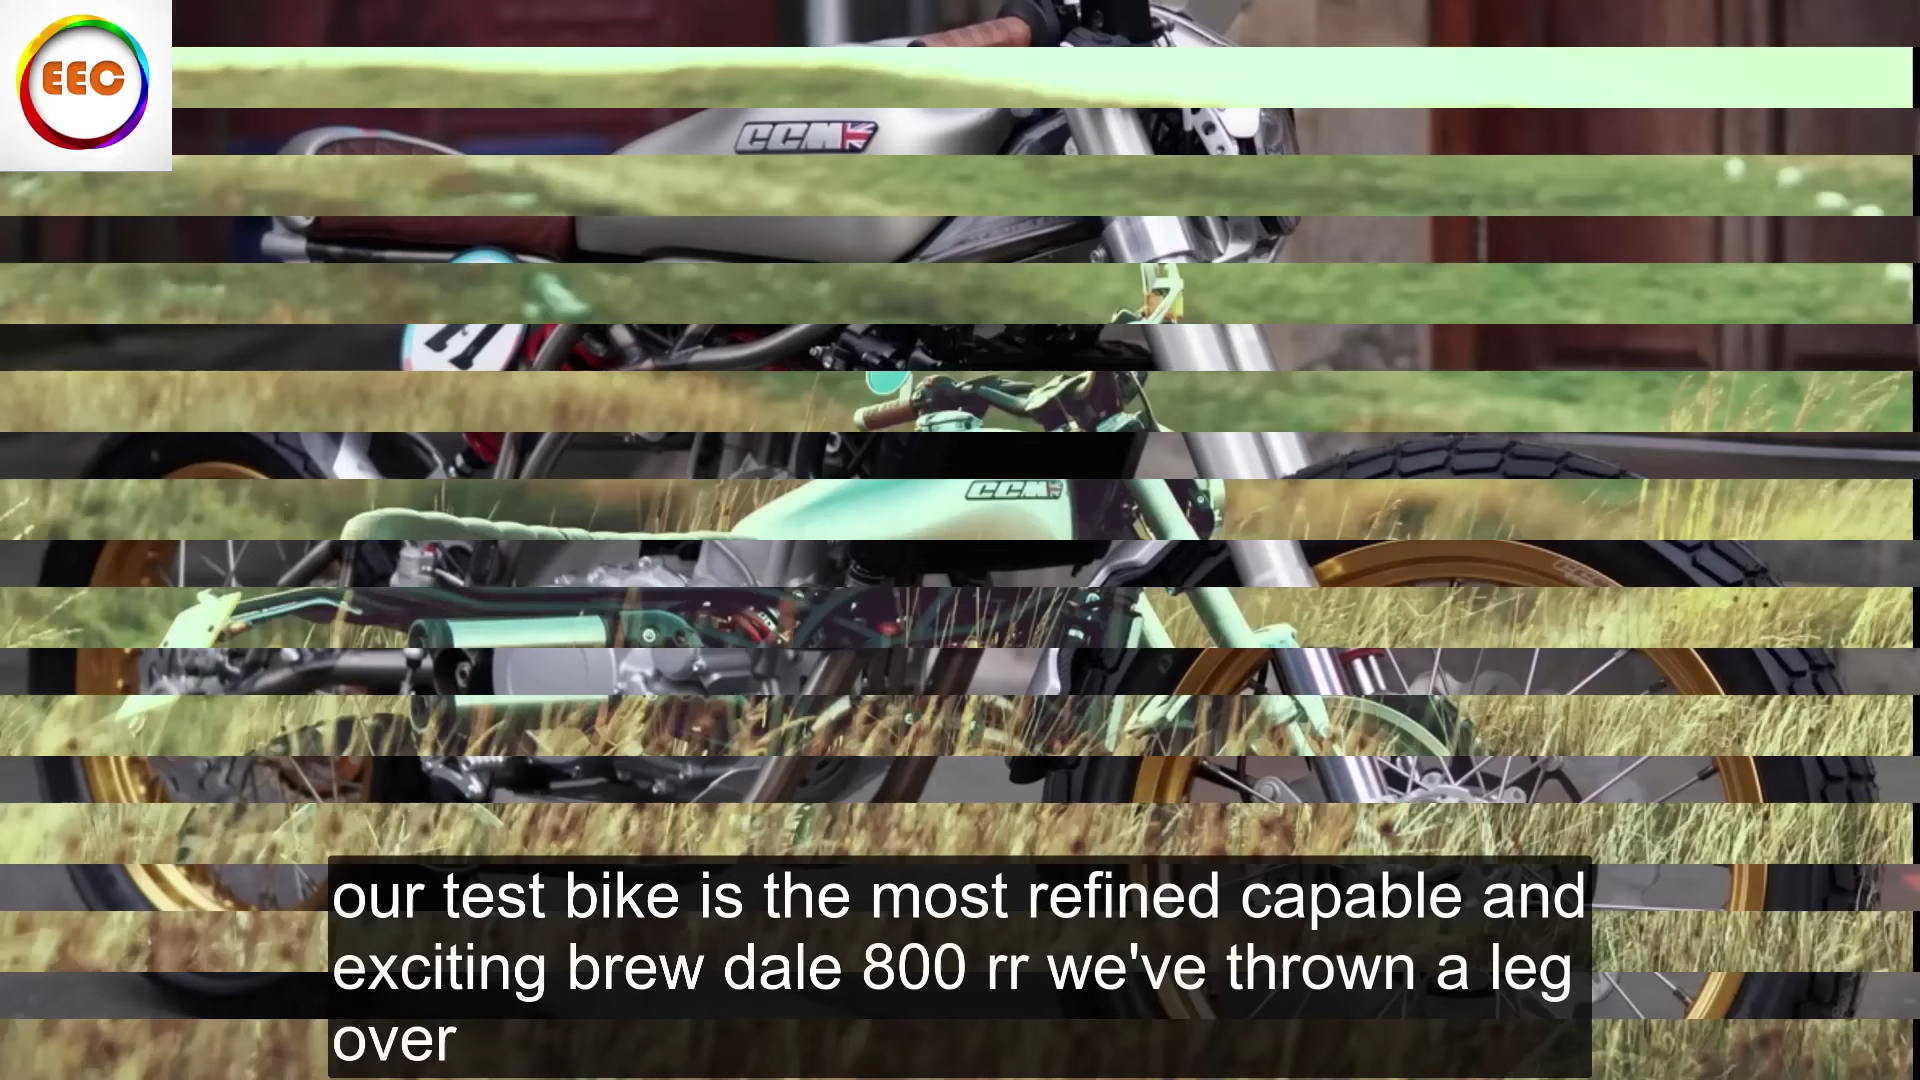 EEC
CCM
CCM
our test bike is the most refined capable and
exciting brew dale 800 rr we've thrown a leg
over